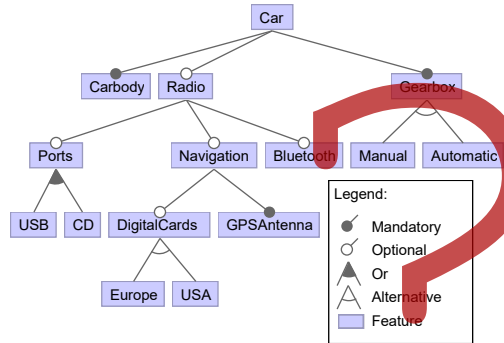 Car
Carbody Radio Gearbox
Ports Navigation Bluetooth Manual Automatic
USB CD DigitalCards GPSAntenna
Europe USA
Legend:
Mandatory
Optional
Or
Alternative
Feature